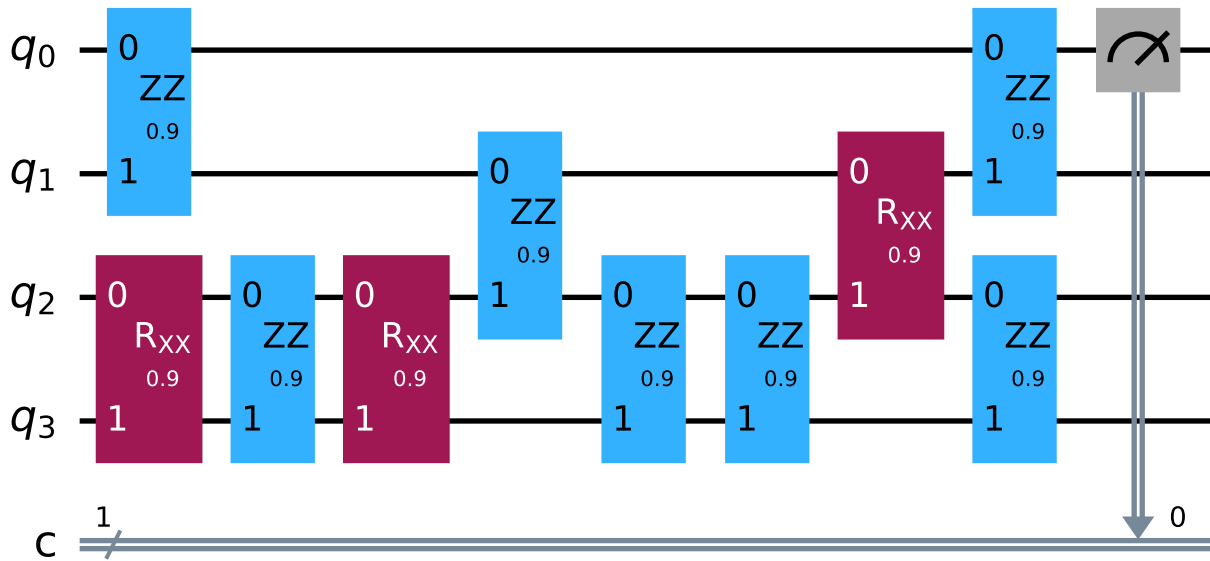 q0 0 0
ZZ ZZ
0.9 0.9
q1 1 0 0 1
ZZ RXX
0.9 0.9
q2 0 0 0 1 0 0 1 0
RXX ZZ RXX ZZ ZZ ZZ
0.9 0.9 0.9 0.9 0.9 0.9
q3 1 1 1 1 1 1
1 0
c